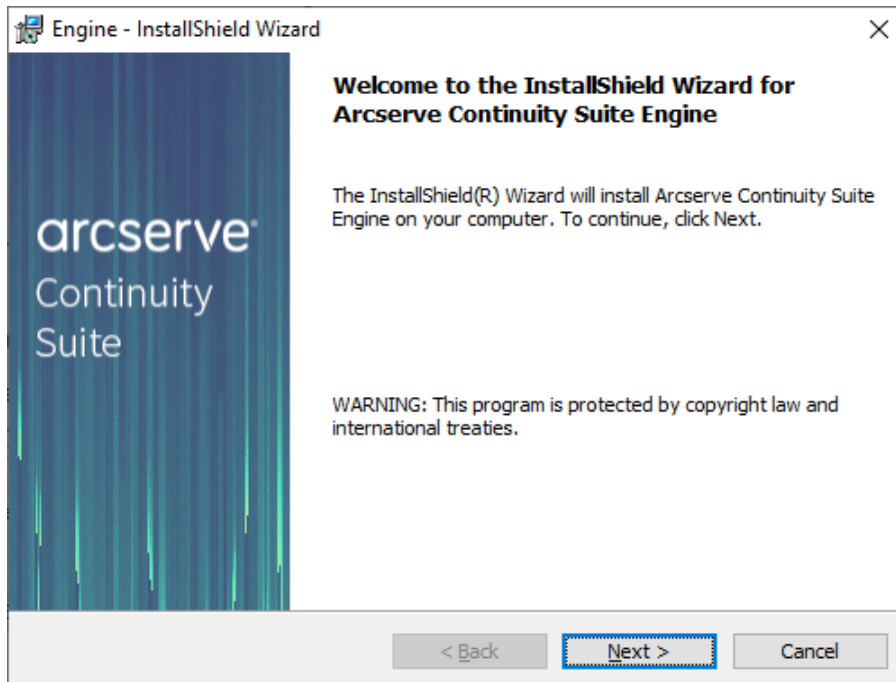 Engine - InstallShield Wizard
Welcome to the InstallShield Wizard for
Arcserve Continuity Suite Engine
The InstallShield(R) Wizard will install Arcserve Continuity Suite
Engine on your computer. To continue, click Next.
arcserve®
Continuity
Suite
WARNING: This program is protected by copyright law and
international treaties.
< Back
Next >
Cancel